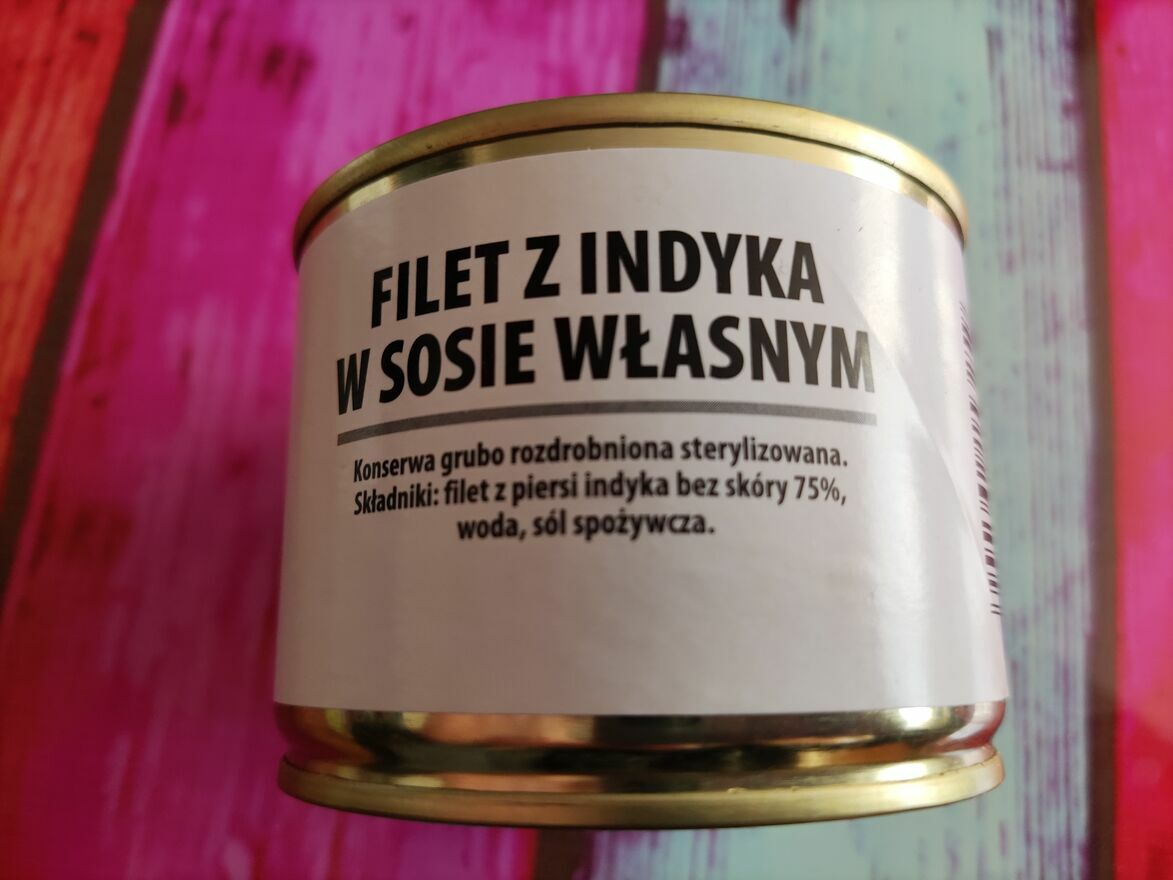 FILET Z INDYKA
W SOSIE WŁASNYM
Konserwa grubo rozdrobniona sterylizowana.
Składniki: filet z piersi indyka bez skóry 75%,
woda, sól spożywcza.